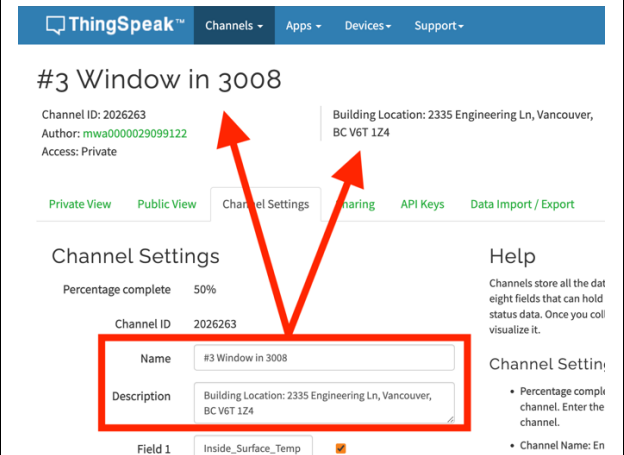 ThingSpeak™ Channels Apps Devices Support
#3 Window in 3008
Channel ID: 2026263
Author: mwa0000029099122
Access: Private
Building Location: 2335 Engineering Ln, Vancouver,
BC V6T 1Z4
Private View Public View Channel Settings Sharing API Keys Data Import / Export
Channel Settings
Percentage complete 50%
Channel ID 2026263
Name #3 Window in 3008
Description Building Location: 2335 Engineering Ln, Vancouver,
BC V6T 1Z4
Field 1 Inside_Surface_Temp
Help
Channels store all the dat
eight fields that can hold
status data. Once you coll
visualize it.
Channel Setting
• Percentage comple
channel. Enter the
channel.
• Channel Name: En